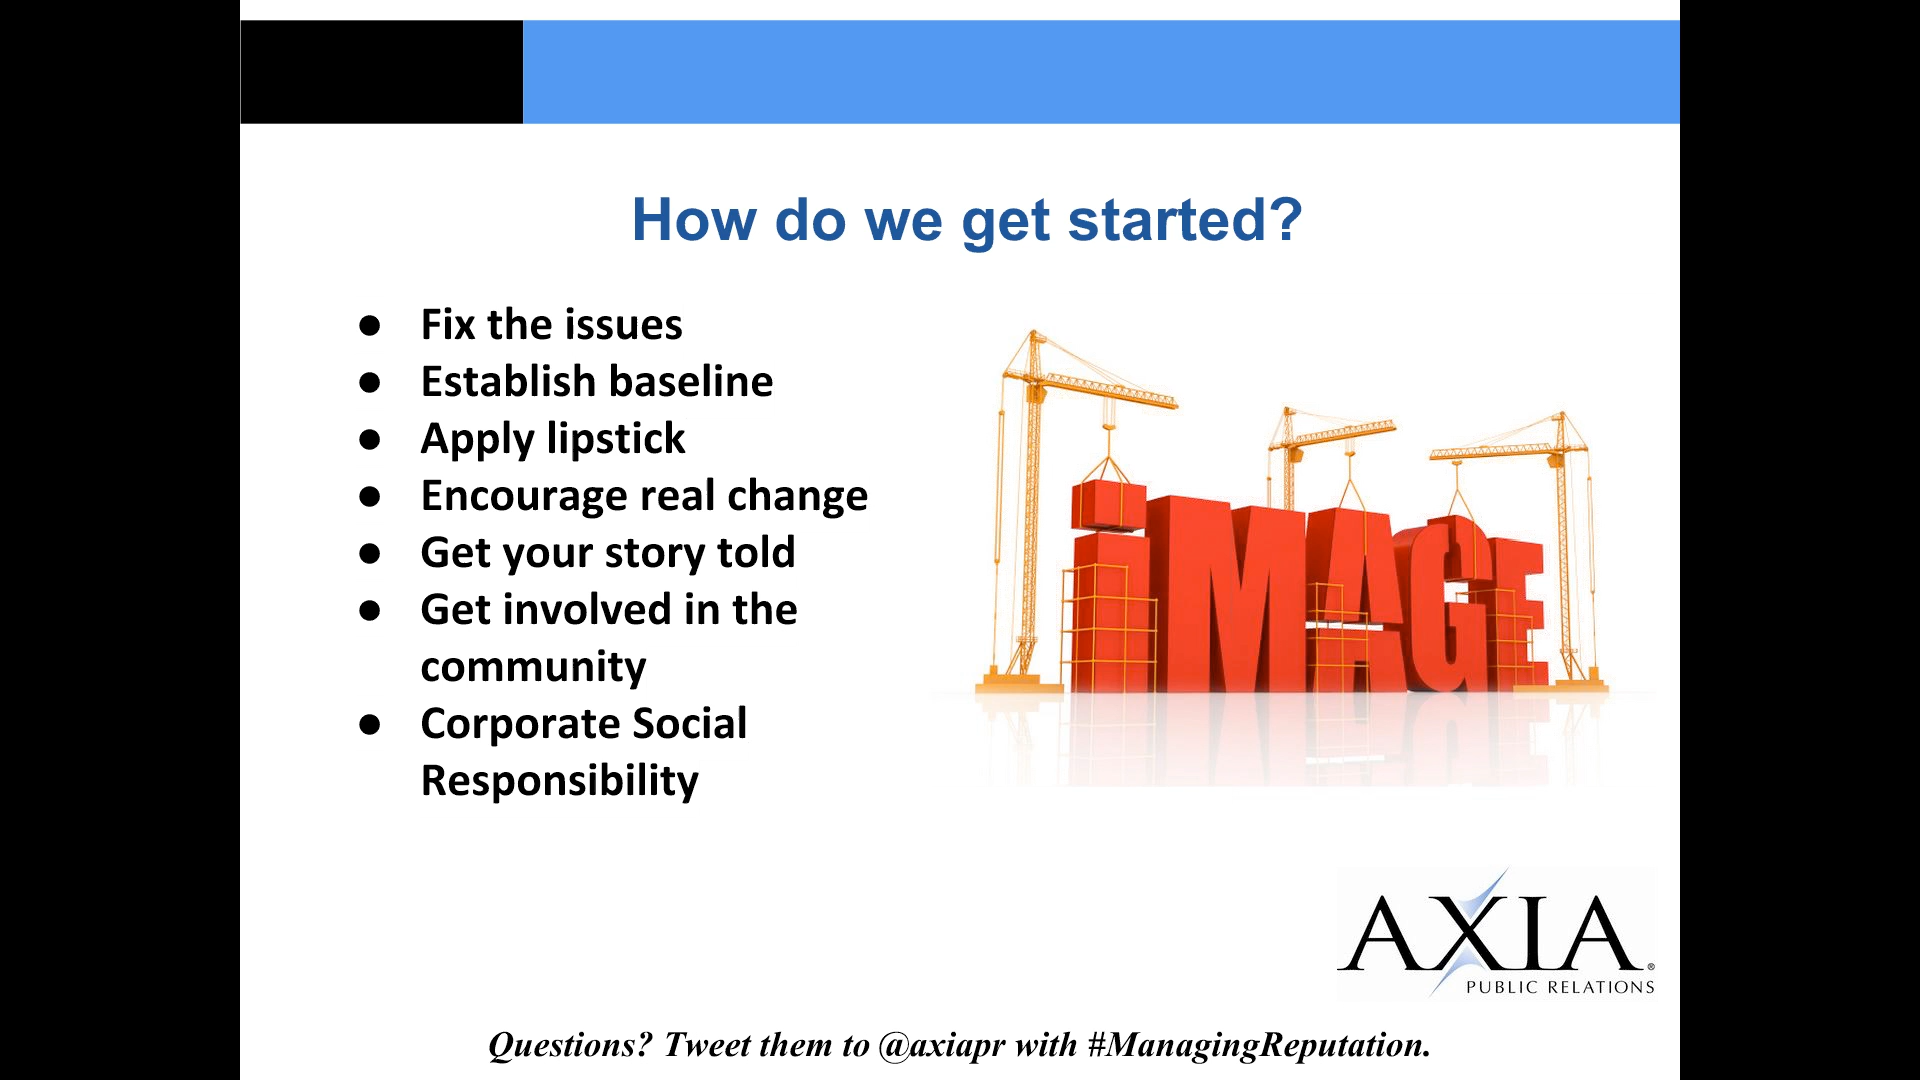 How do we get started?
● Fix the issues
● Establish baseline
● Apply lipstick
● Encourage real change
● Get your story told
● Get involved in the
community
● Corporate Social
Responsibility
iMAGE
AXIA®
PUBLIC RELATIONS
Questions? Tweet them to @axiapr with #ManagingReputation.